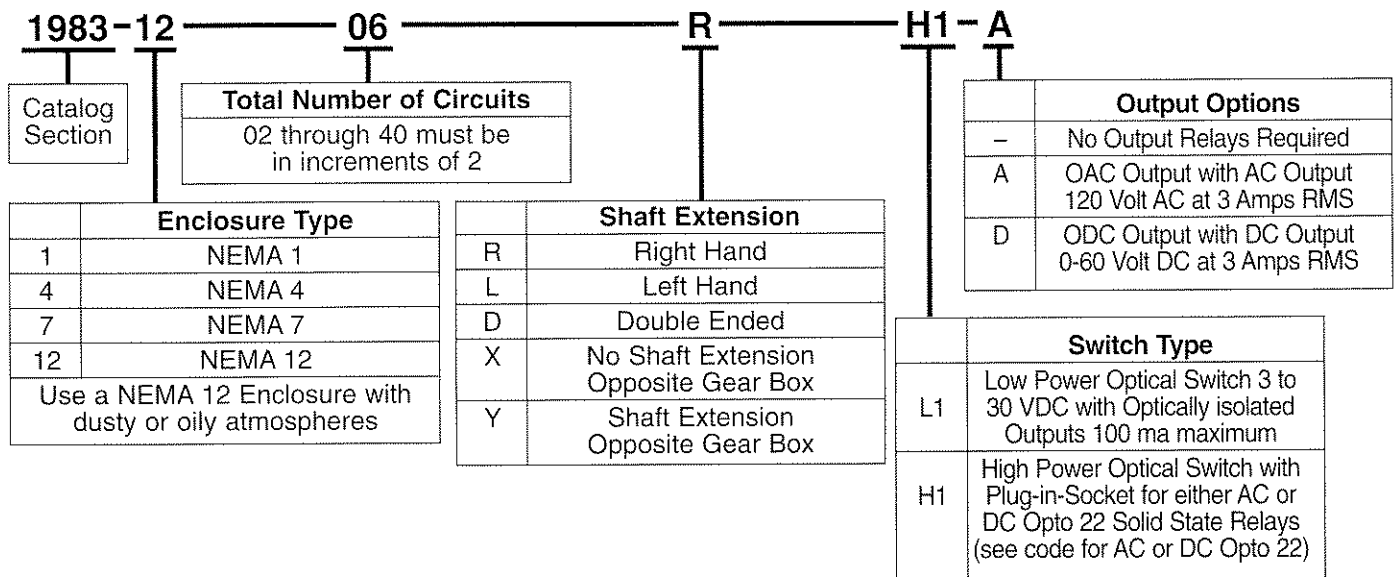 1983-12 06 R H1-A
Catalog
Section
Total Number of Circuits
02 through 40 must be
in increments of 2
Enclosure Type
1 NEMA 1
4 NEMA 4
7 NEMA 7
12 NEMA 12
Use a NEMA 12 Enclosure with
dusty or oily atmospheres
Shaft Extension
R Right Hand
L Left Hand
D Double Ended
X No Shaft Extension
Opposite Gear Box
Y Shaft Extension
Opposite Gear Box
Output Options
– No Output Relays Required
A OAC Output with AC Output
120 Volt AC at 3 Amps RMS
D ODC Output with DC Output
0-60 Volt DC at 3 Amps RMS
Switch Type
Low Power Optical Switch 3 to
L1 30 VDC with Optically isolated
Outputs 100 ma maximum
High Power Optical Switch with
H1 Plug-in-Socket for either AC or
DC Opto 22 Solid State Relays
(see code for AC or DC Opto 22)